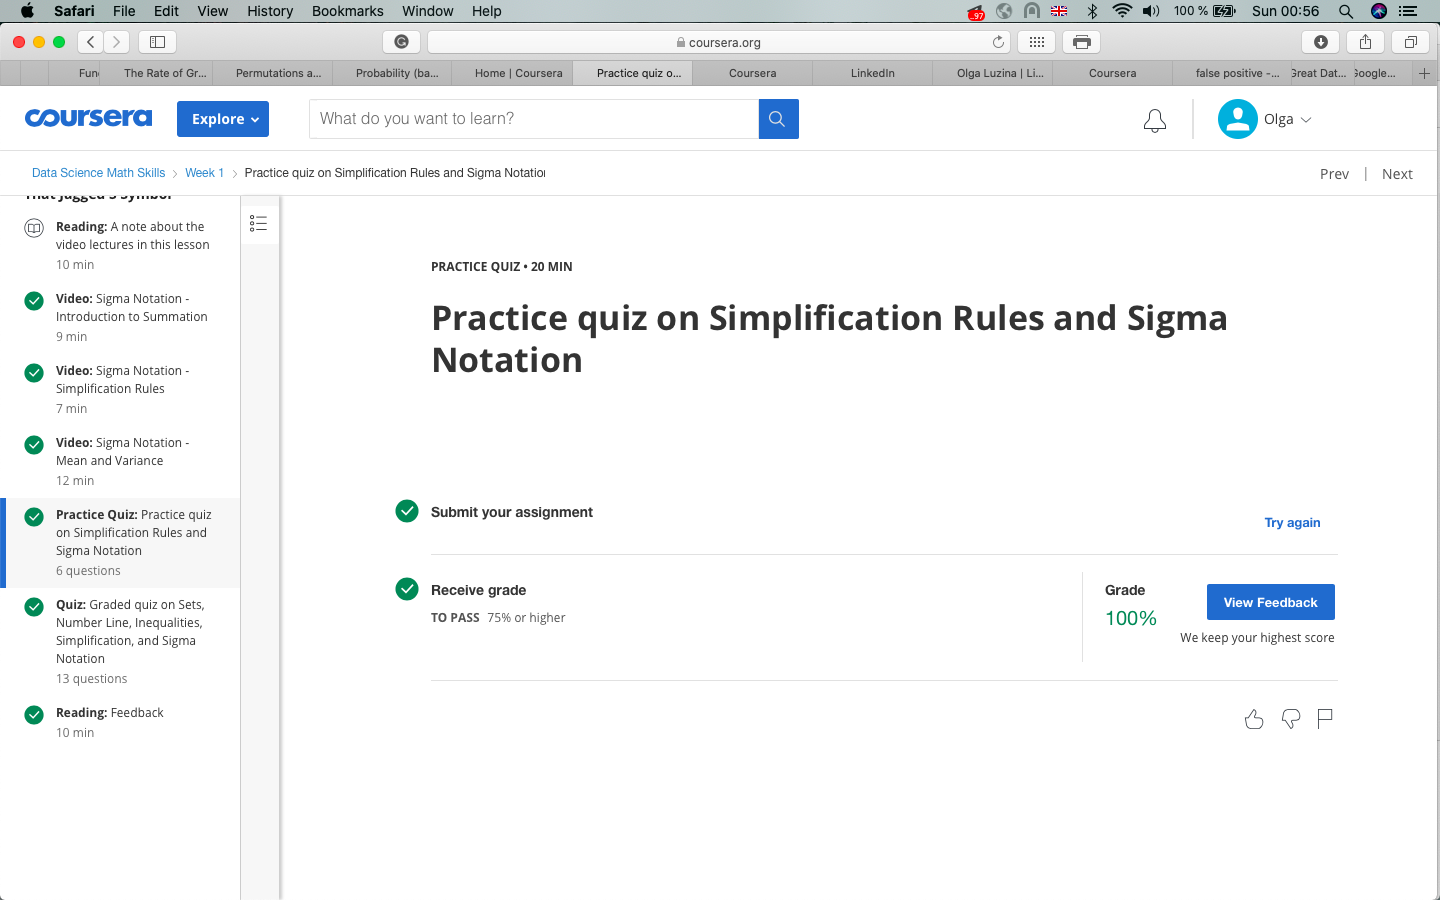 Safari File Edit View History Bookmarks Window Help .97 100 % Sun 00:56
coursera.org
Fun The Rate of Gr... Permutations a... Probability (ba... Home | Coursera Practice quiz o... Coursera LinkedIn Olga Luzina | Li... Coursera false positive -... Great Dat... Google...
coursera Explore What do you want to learn? Olga
Data Science Math Skills Week 1 Practice quiz on Simplification Rules and Sigma Notation Prev | Next
That Jagged S Symbol
Reading: A note about the
video lectures in this lesson
10 min
Video: Sigma Notation -
Introduction to Summation
9 min
Video: Sigma Notation -
Simplification Rules
7 min
Video: Sigma Notation -
Mean and Variance
12 min
Practice Quiz: Practice quiz
on Simplification Rules and
Sigma Notation
6 questions
Quiz: Graded quiz on Sets,
Number Line, Inequalities,
Simplification, and Sigma
Notation
13 questions
Reading: Feedback
10 min
PRACTICE QUIZ • 20 MIN
Practice quiz on Simplification Rules and Sigma
Notation
Submit your assignment
Try again
Receive grade
TO PASS 75% or higher
Grade
100%
View Feedback
We keep your highest score